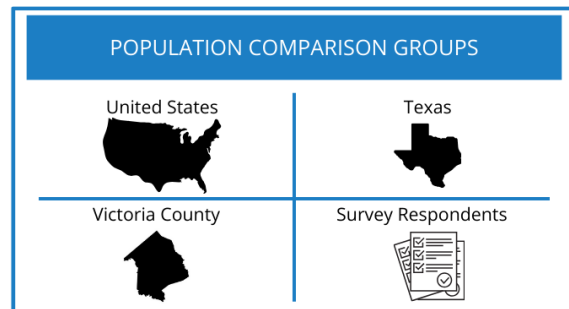 POPULATION COMPARISON GROUPS
United States
Texas
Victoria County
Survey Respondents